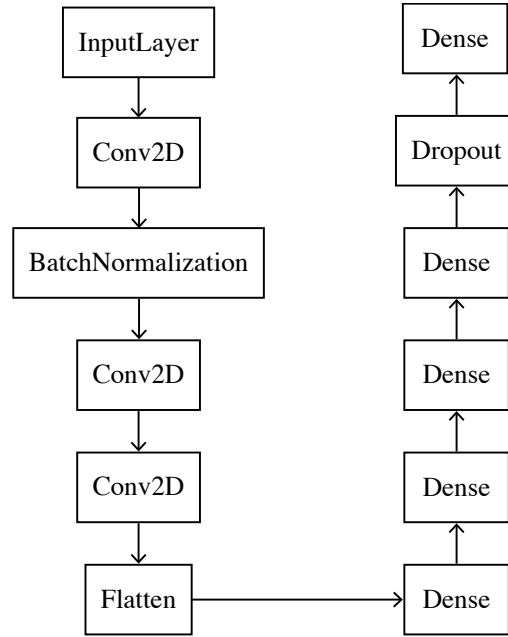 InputLayer
Conv2D
BatchNormalization
Conv2D
Conv2D
Flatten
Dense
Dense
Dense
Dense
Dropout
Dense